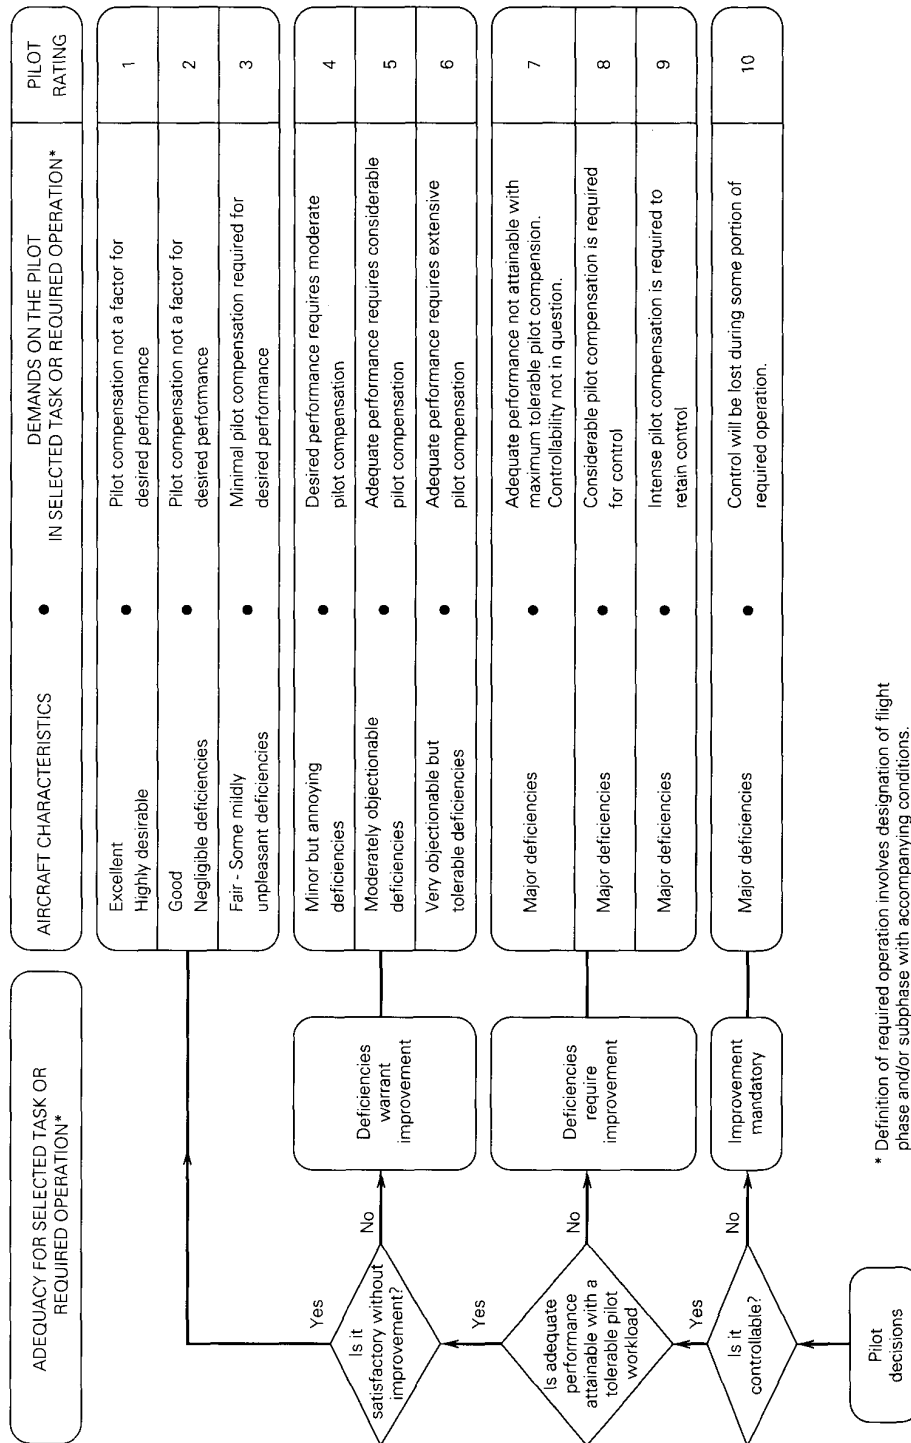 ADEQUACY FOR SELECTED TASK OR
REQUIRED OPERATION*
AIRCRAFT CHARACTERISTICS
●
DEMANDS ON THE PILOT
IN SELECTED TASK OR REQUIRED OPERATION*
PILOT
RATING
Excellent
Highly desirable
●
Pilot compensation not a factor for
desired performance
1
Good
Negligible deficiencies
●
Pilot compensation not a factor for
desired performance
2
Fair - Some mildly
unpleasant deficiencies
●
Minimal pilot compensation required for
desired performance
3
Yes
Is it
satisfactory without
improvement?
No
Deficiencies
warrant
improvement
Minor but annoying
deficiencies
●
Desired performance requires moderate
pilot compensation
4
Moderately objectionable
deficiencies
●
Adequate performance requires considerable
pilot compensation
5
Very objectionable but
tolerable deficiencies
●
Adequate performance requires extensive
pilot compensation
6
Yes
Is adequate
performance
attainable with a
tolerable pilot
workload
No
Deficiencies
require
improvement
Major deficiencies
●
Adequate performance not attainable with
maximum tolerable pilot compension.
Controllability not in question.
7
Major deficiencies
●
Considerable pilot compensation is required
for control
8
Major deficiencies
●
Intense pilot compensation is required to
retain control
9
Yes
Is it
controllable?
No
Improvement
mandatory
Major deficiencies
●
Control will be lost during some portion of
required operation.
10
Pilot
decisions
* Definition of required operation involves designation of flight
phase and/or subphase with accompanying conditions.